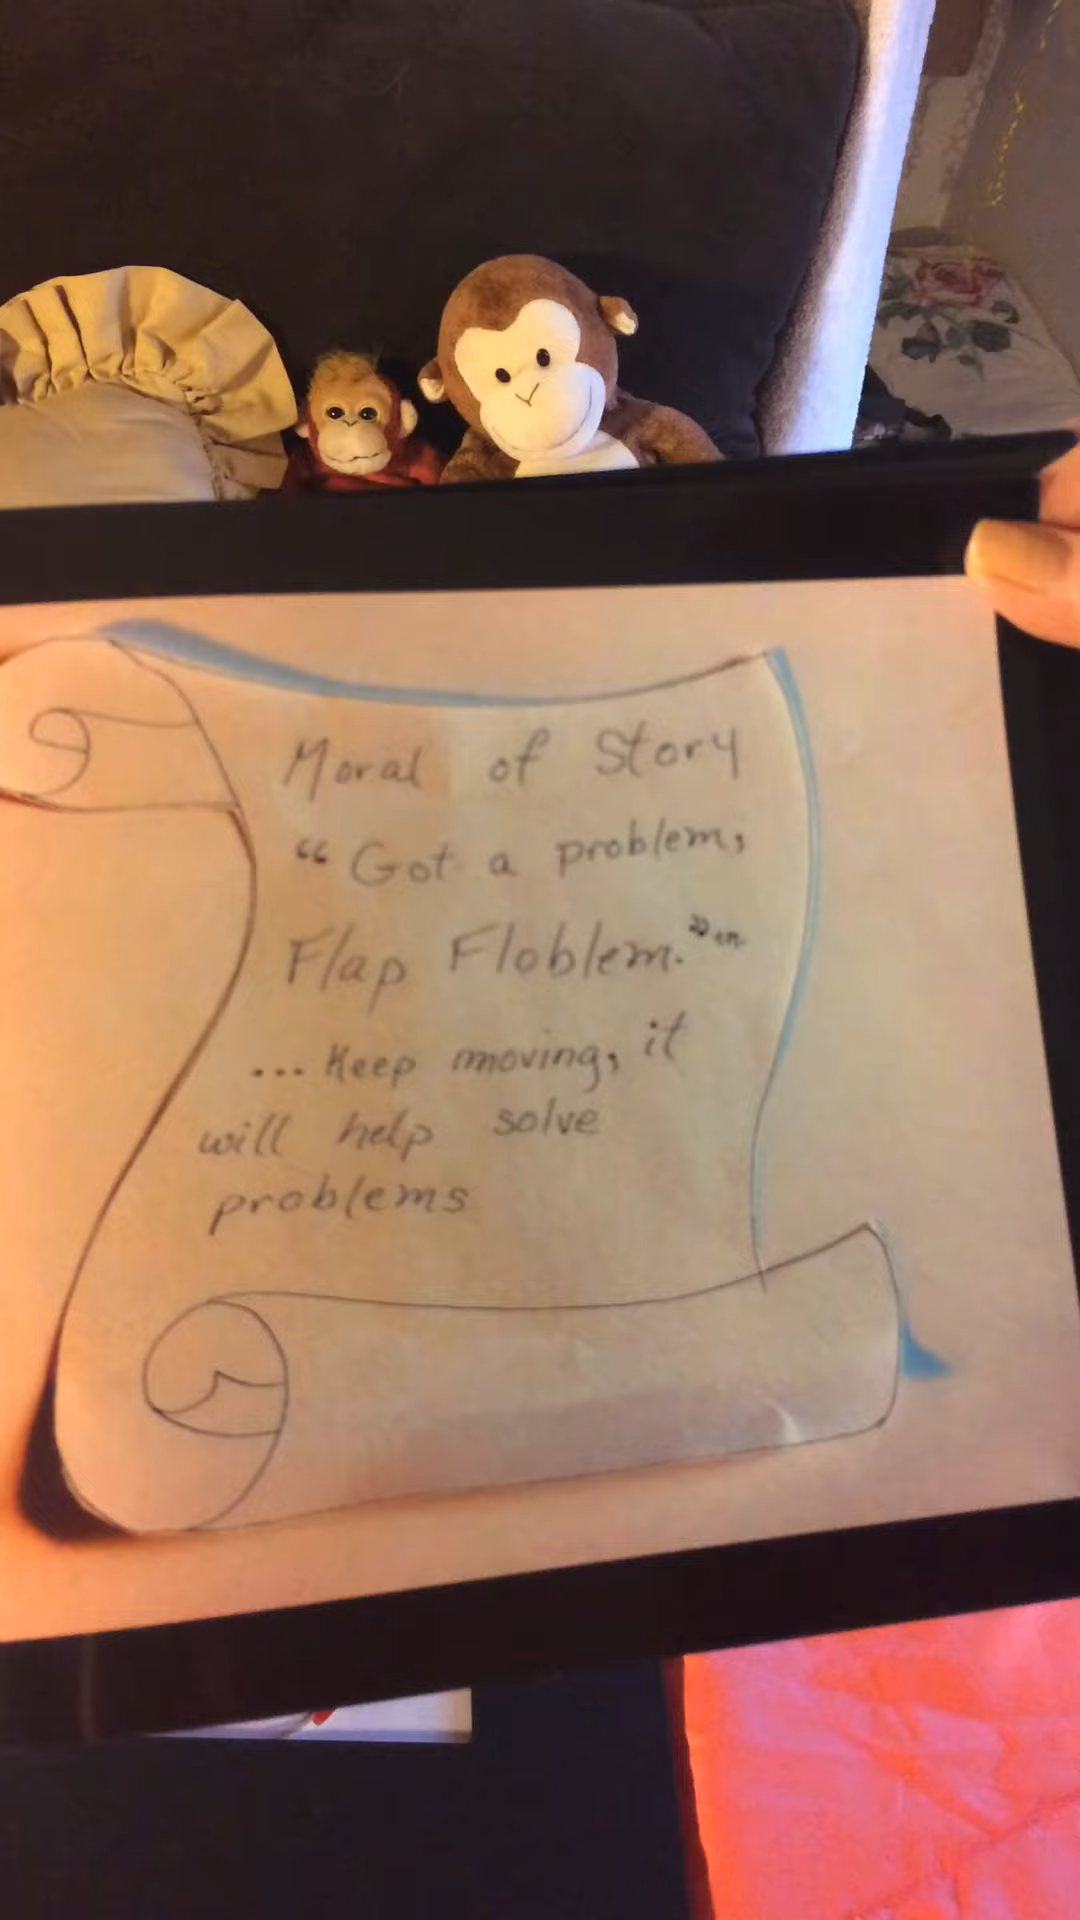 Moral of Story
“Got a problem,
Flap Floblem.”
... Keep moving, it
will help solve
problems